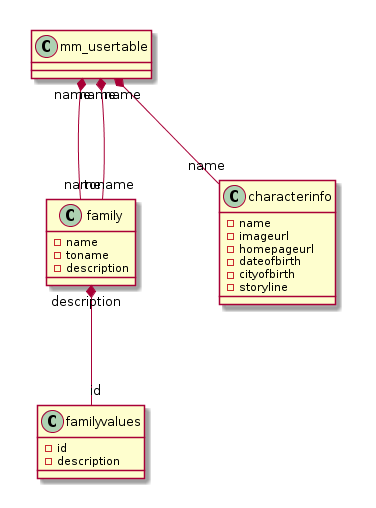 C mm_usertable
name name name
name toname name
C family
name
toname
description
C characterinfo
name
imageurl
homepageurl
dateofbirth
cityofbirth
storyline
description
id
C familyvalues
id
description